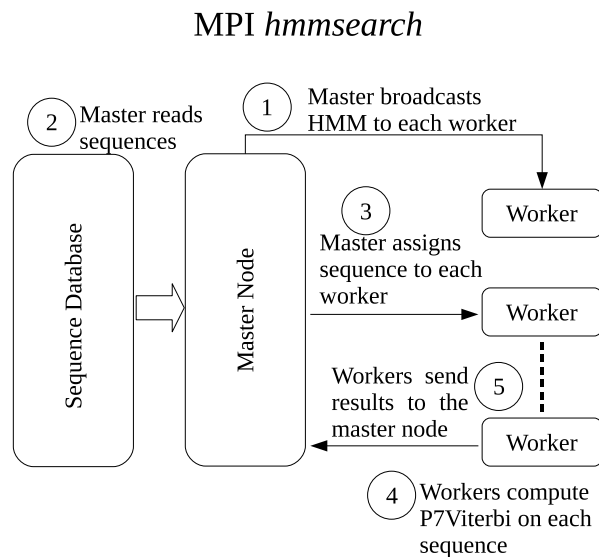 MPI hmmsearch
2
Master reads
sequences
1
Master broadcasts
HMM to each worker
Worker
3
Master assigns
sequence to each
worker
Sequence Database
Master Node
Worker
Workers send
results to the
master node
5
Worker
4
Workers compute
P7Viterbi on each
sequence